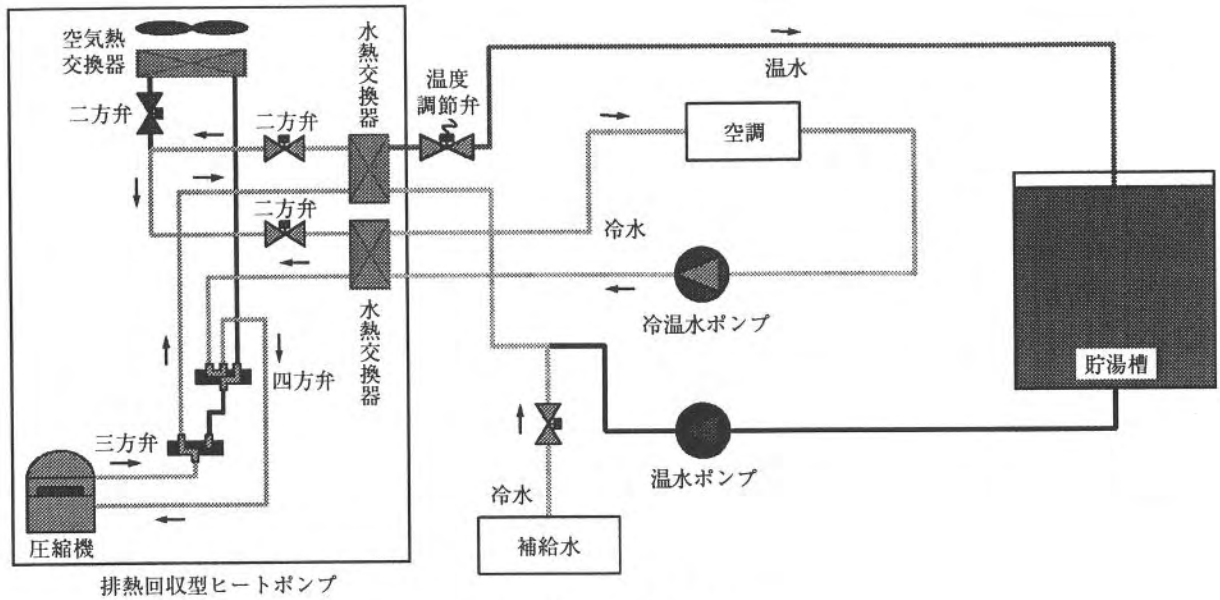 空気熱
交換器
二方弁
二方弁
水熱交換器
温度
調節弁
温水
空調
二方弁
冷水
冷温水ポンプ
水熱交換器
四方弁
三方弁
圧縮機
貯湯槽
温水ポンプ
冷水
補給水
排熱回収型ヒートポンプ